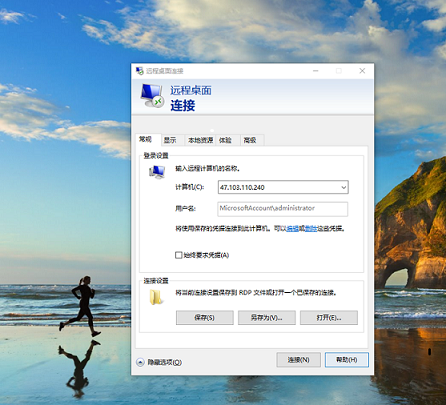 远程桌面连接
远程桌面
连接
常规 显示 本地资源 体验 高级
登录设置
输入远程计算机的名称。
计算机(C): 47.103.110.240
用户名: MicrosoftAccount\administrator
将使用保存的凭据连接到此计算机。可以编辑或删除这些凭据。
始终要求凭据(A)
连接设置
将当前连接设置保存到 RDP 文件或打开一个已保存的连接。
保存(S) 另存为(V)... 打开(E)...
隐藏选项(O) 连接(N) 帮助(H)